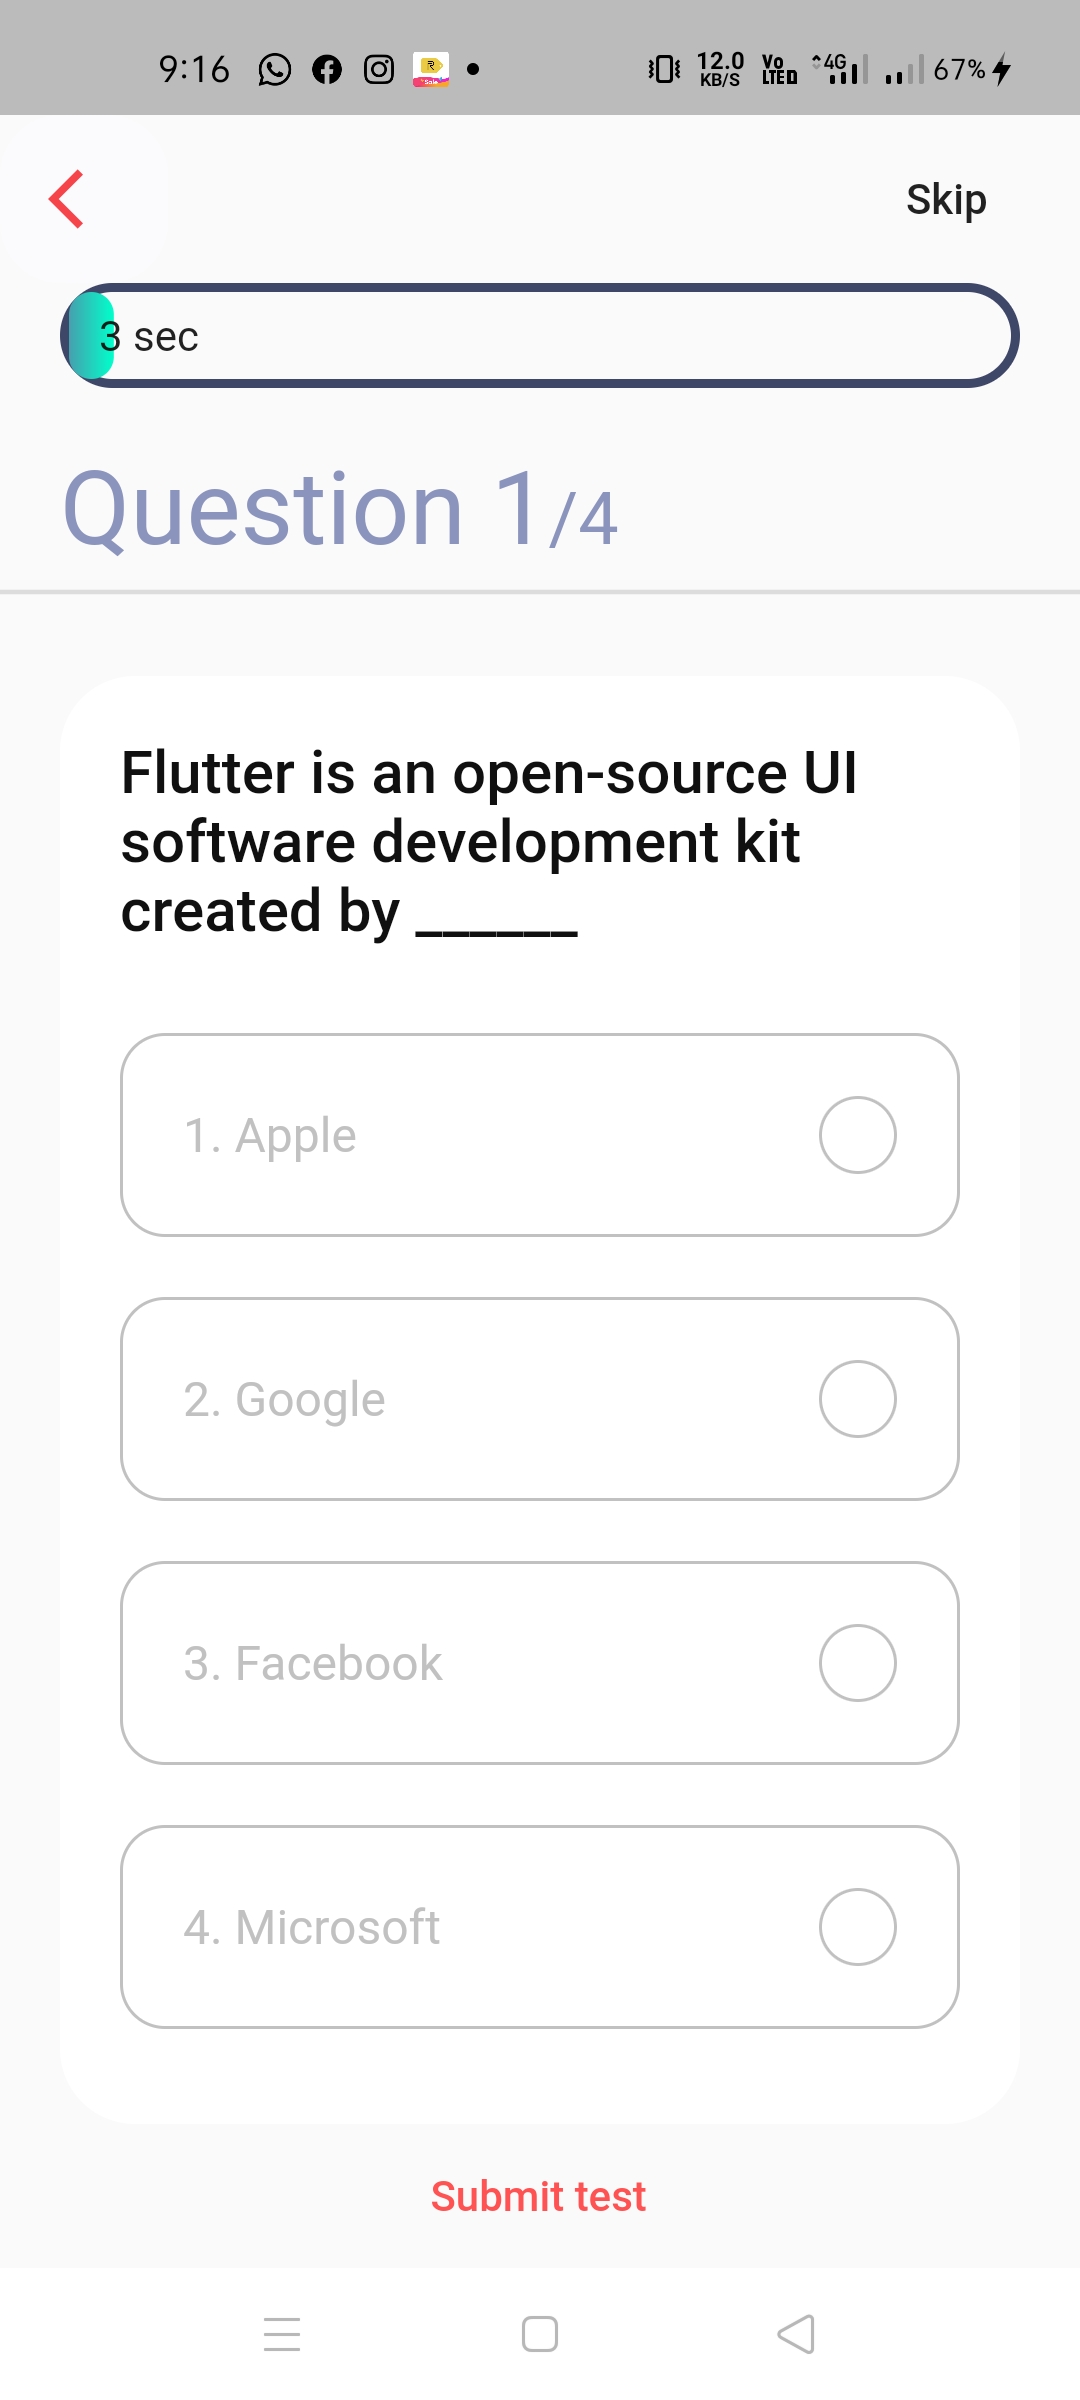 9:16 12.0 KB/S Vo LTE D 4G 67%
Skip
3 sec
Question 1/4
Flutter is an open-source UI
software development kit
created by ______
1. Apple
2. Google
3. Facebook
4. Microsoft
Submit test